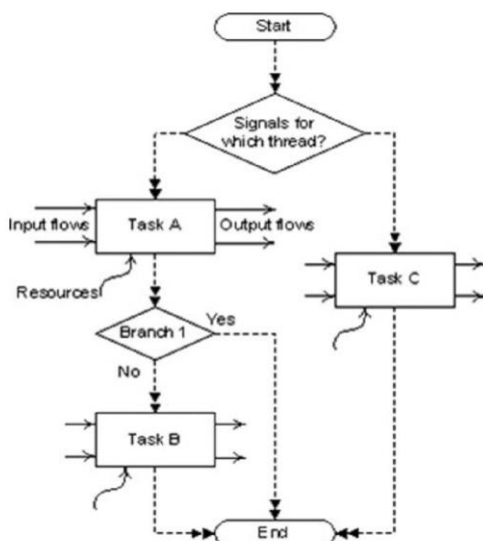 Start
Signals for
which thread?
Input flows
Task A
Output flows
Resources
Task C
Branch 1
Yes
No
Task B
End